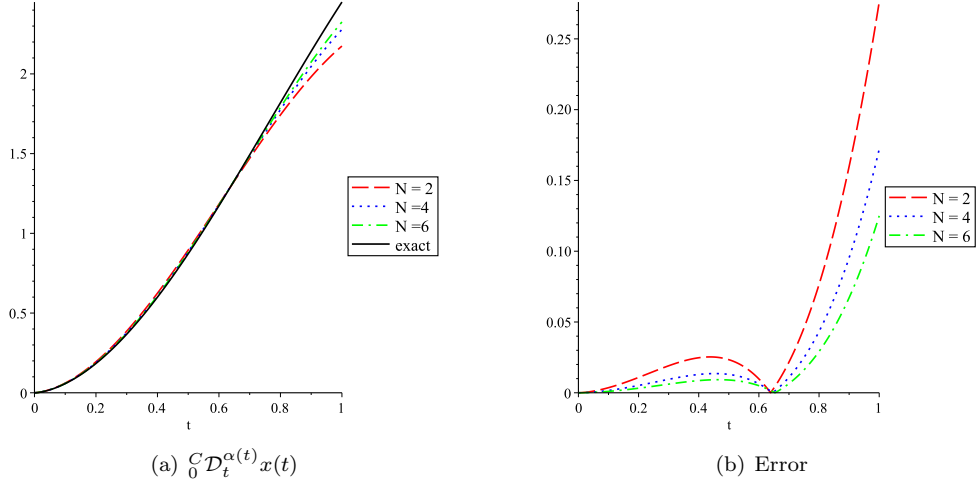 2
1.5
1
0.5
0
0
0.2
0.4
0.6
0.8
1
t
N = 2
N =4
N =6
exact
(a) ${}_0^C\mathcal{D}_t^{\alpha(t)}x(t)$
0.25
0.20
0.15
0.10
0.05
0
0
0.2
0.4
0.6
0.8
1
t
N = 2
N = 4
N = 6
(b) Error